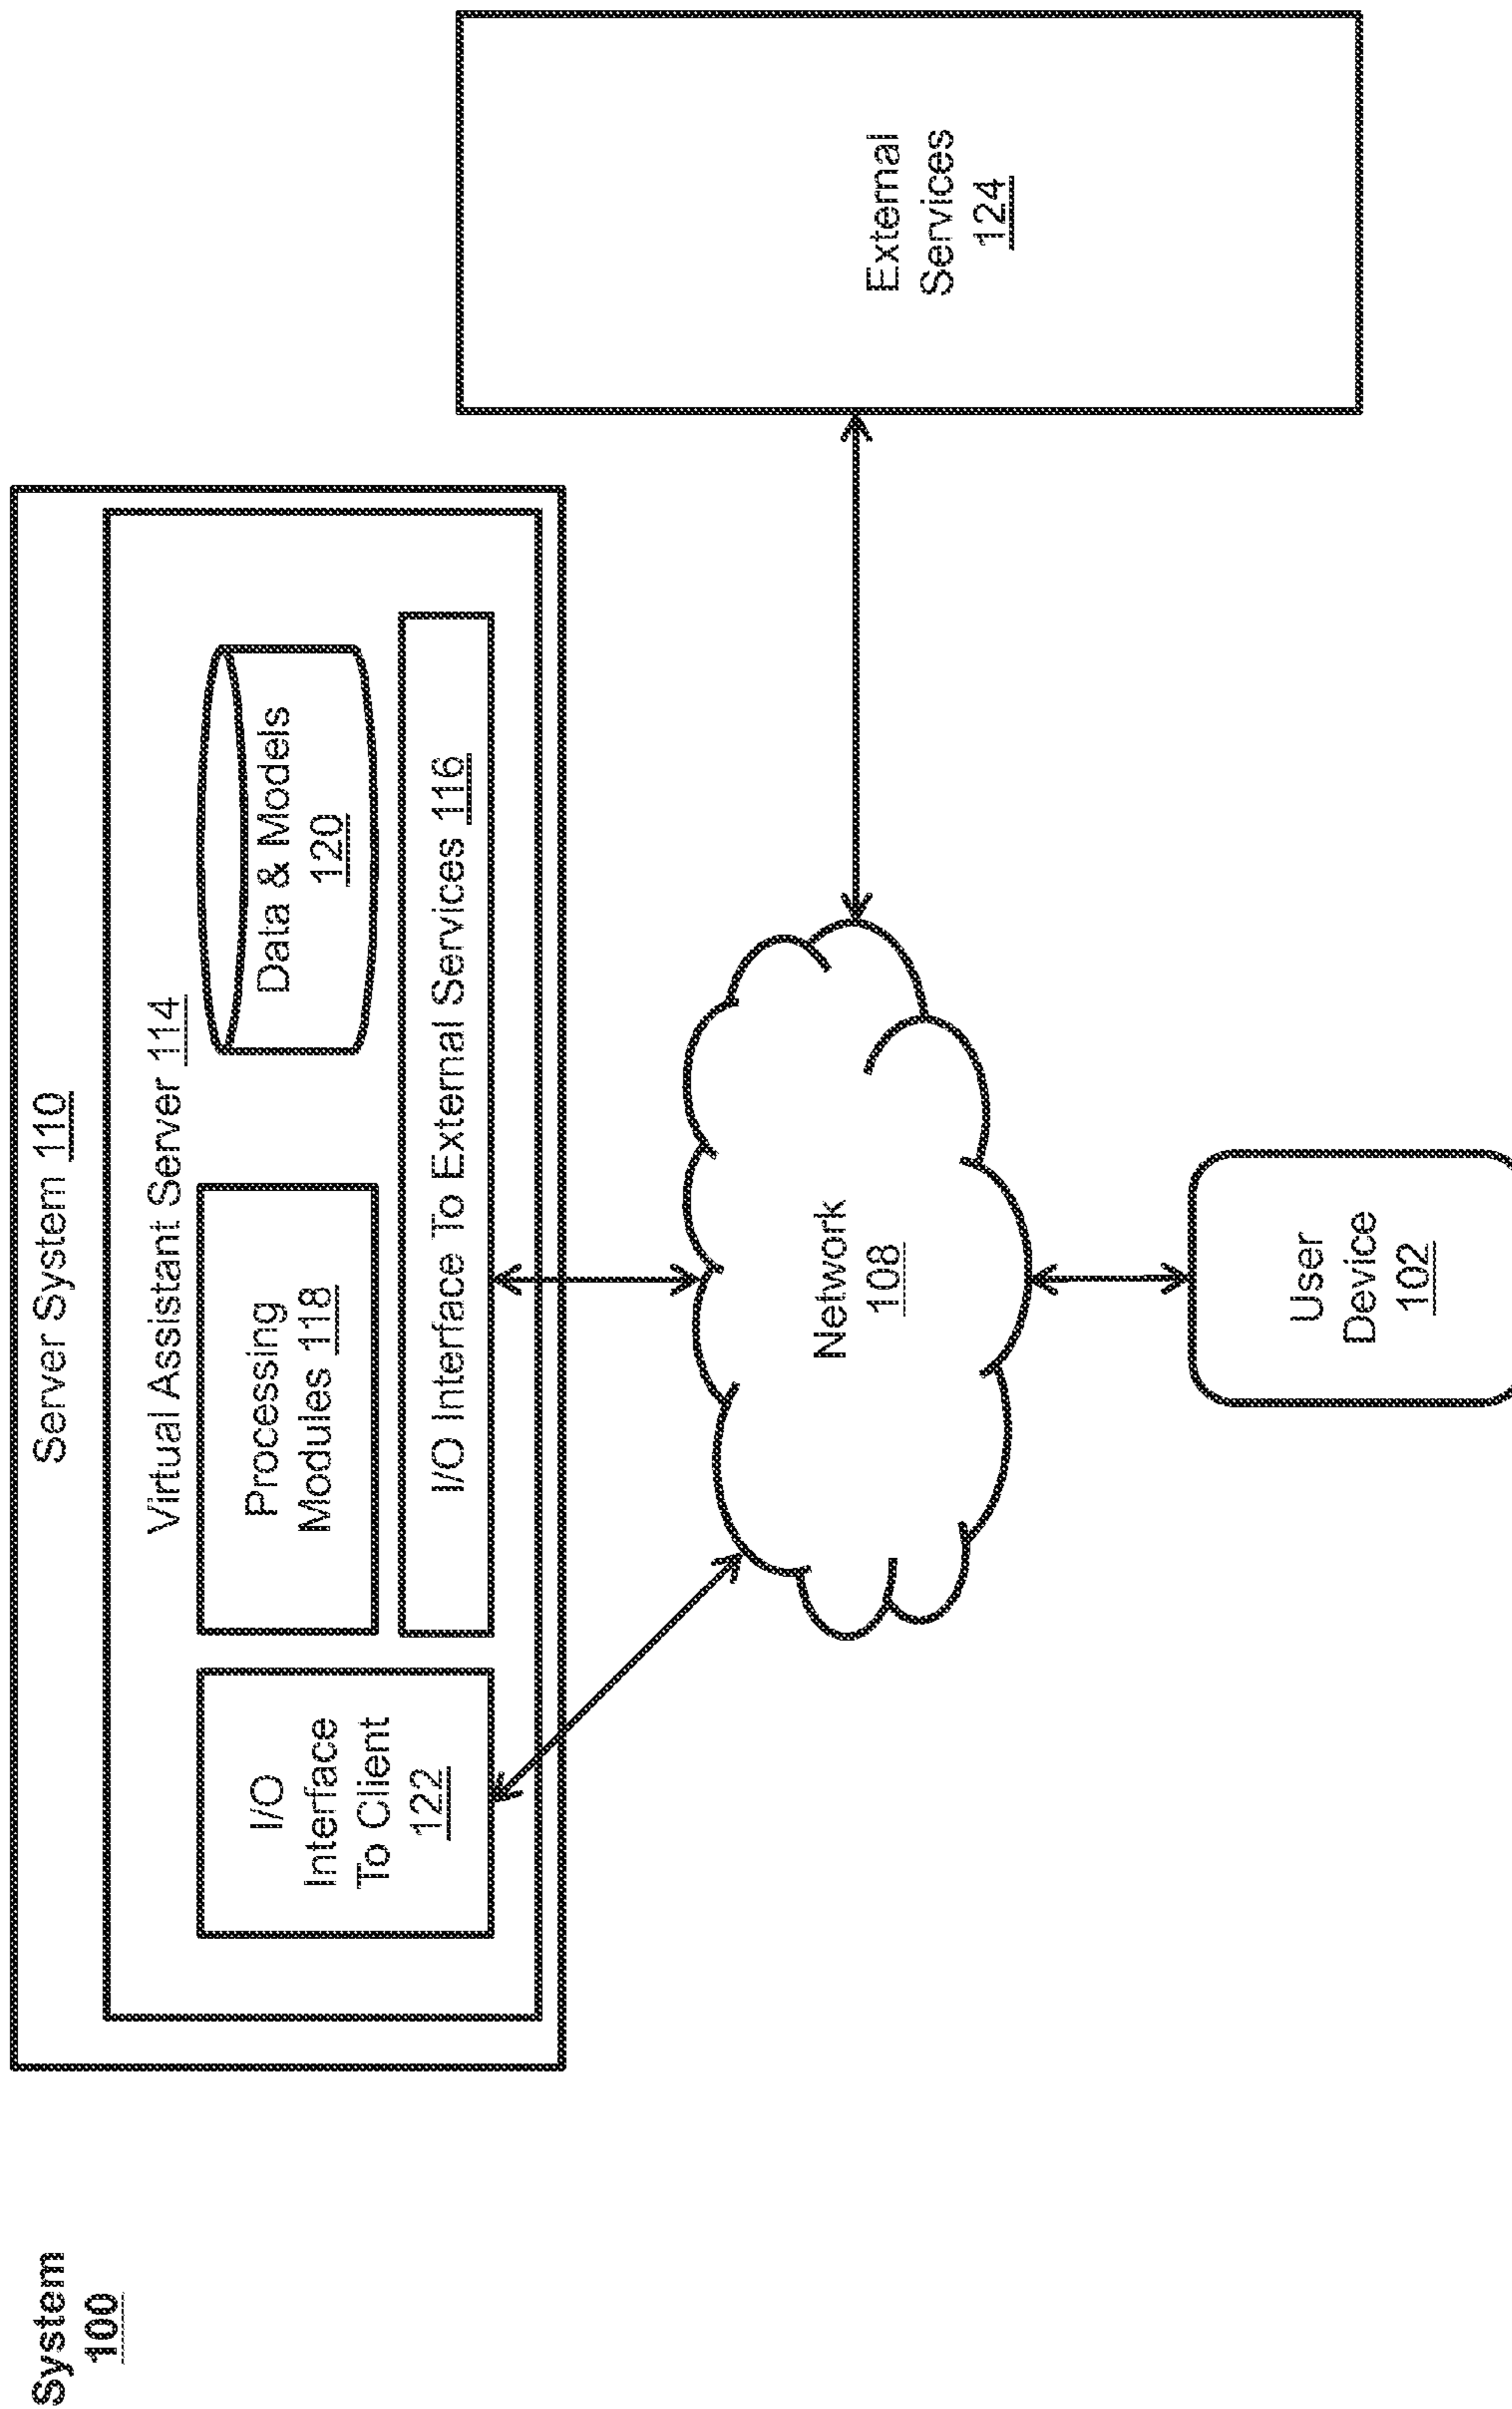 System
100
Server System 110
Virtual Assistant Server 114
I/O
Interface
To Client
122
Processing
Modules 118
Data & Models
120
I/O Interface To External Services 116
Network
108
External
Services
124
User
Device
102